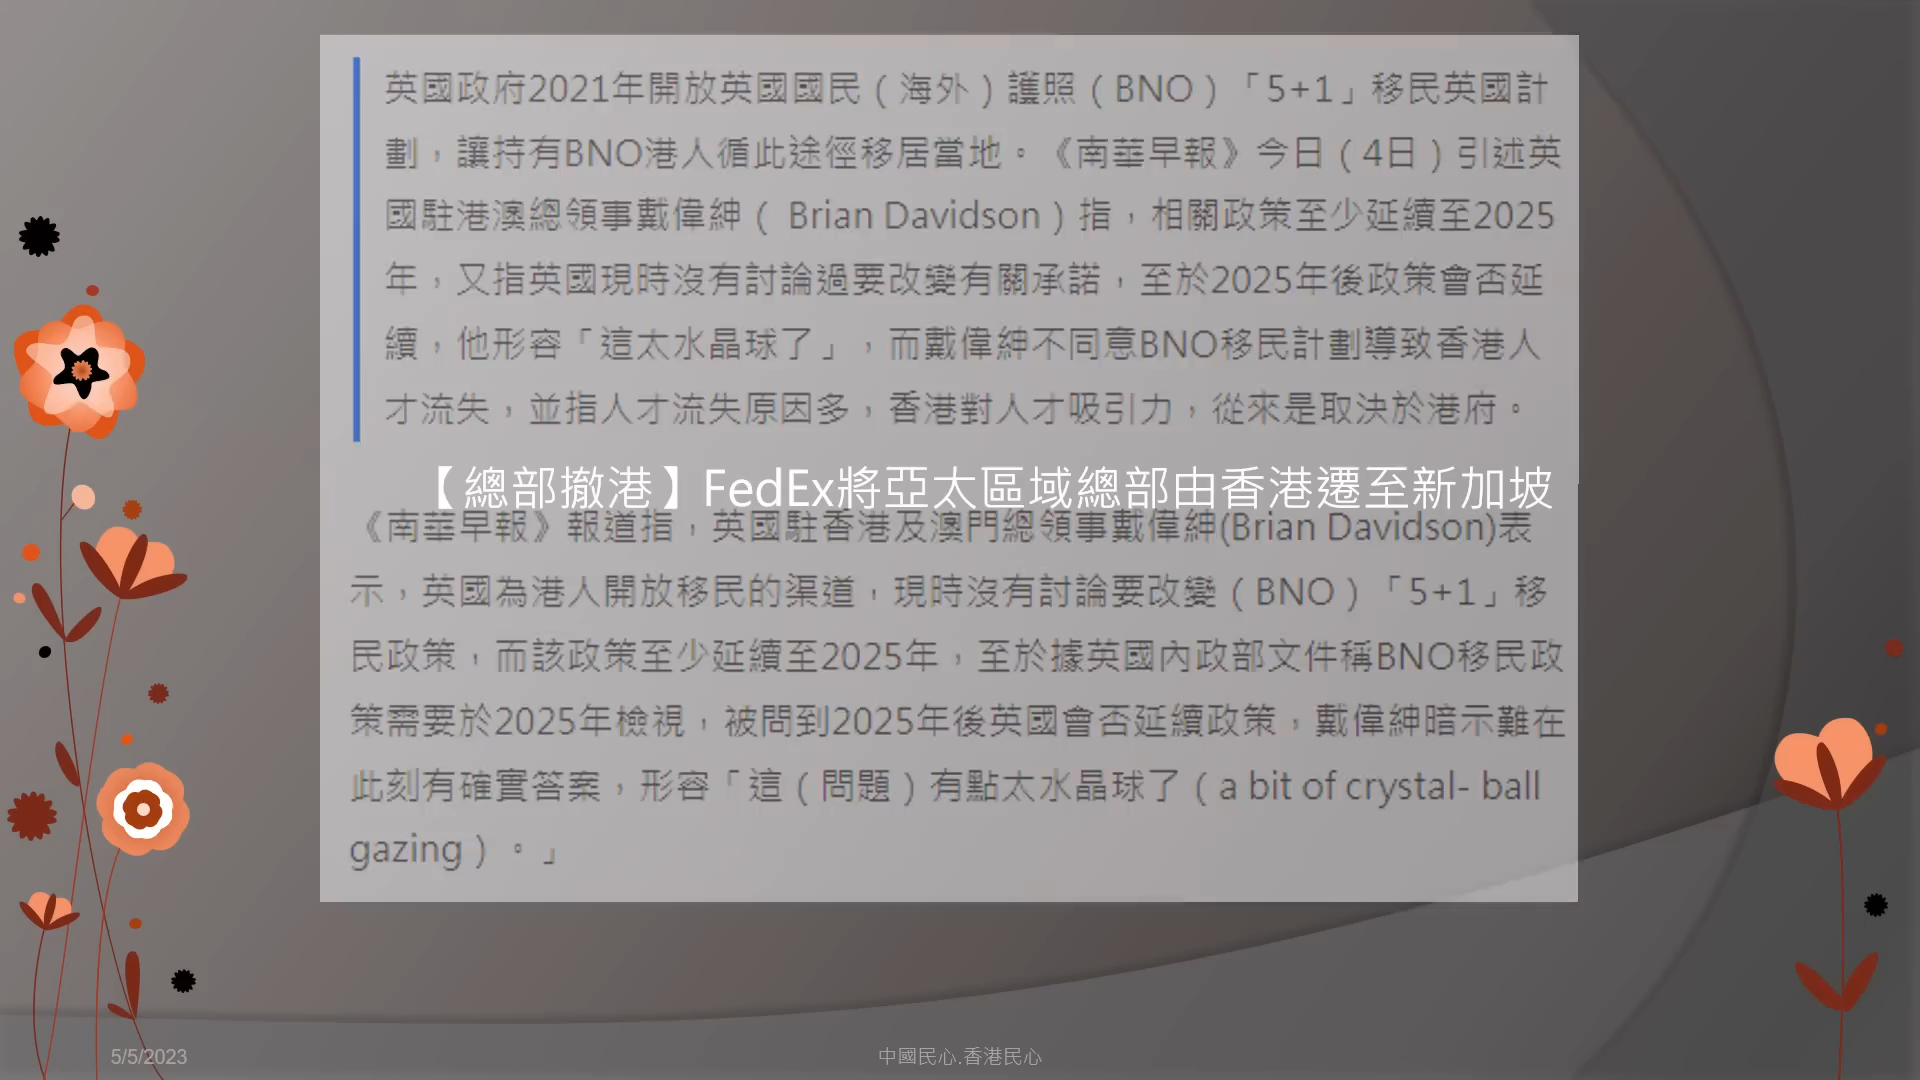 英國政府2021年開放英國國民（海外）護照（BNO）「5+1」移民英國計
劃，讓持有BNO港人循此途徑移居當地。《南華早報》今日（4日）引述英
國駐港澳總領事戴偉紳（ Brian Davidson）指，相關政策至少延續至2025
年，又指英國現時沒有討論過要改變有關承諾，至於2025年後政策會否延
續，他形容「這太水晶球了」，而戴偉紳不同意BNO移民計劃導致香港人
才流失，並指人才流失原因多，香港對人才吸引力，從來是取決於港府。
【總部撤港】FedEx將亞太區域總部由香港遷至新加坡
《南華早報》報道指，英國駐香港及澳門總領事戴偉紳(Brian Davidson)表
示，英國為港人開放移民的渠道，現時沒有討論要改變（BNO）「5+1」移
民政策，而該政策至少延續至2025年，至於據英國內政部文件稱BNO移民政
策需要於2025年檢視，被問到2025年後英國會否延續政策，戴偉紳暗示難在
此刻有確實答案，形容「這（問題）有點太水晶球了（a bit of crystal- ball
gazing）。」
5/5/2023
中國民心.香港民心